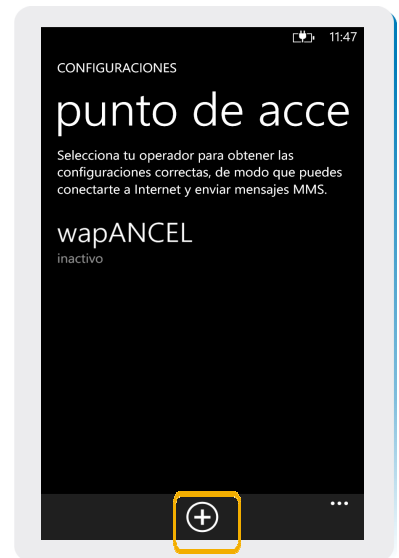 11:47
CONFIGURACIONES
punto de acce
Selecciona tu operador para obtener las
configuraciones correctas, de modo que puedes
conectarte a Internet y enviar mensajes MMS.
wapANCEL
inactivo